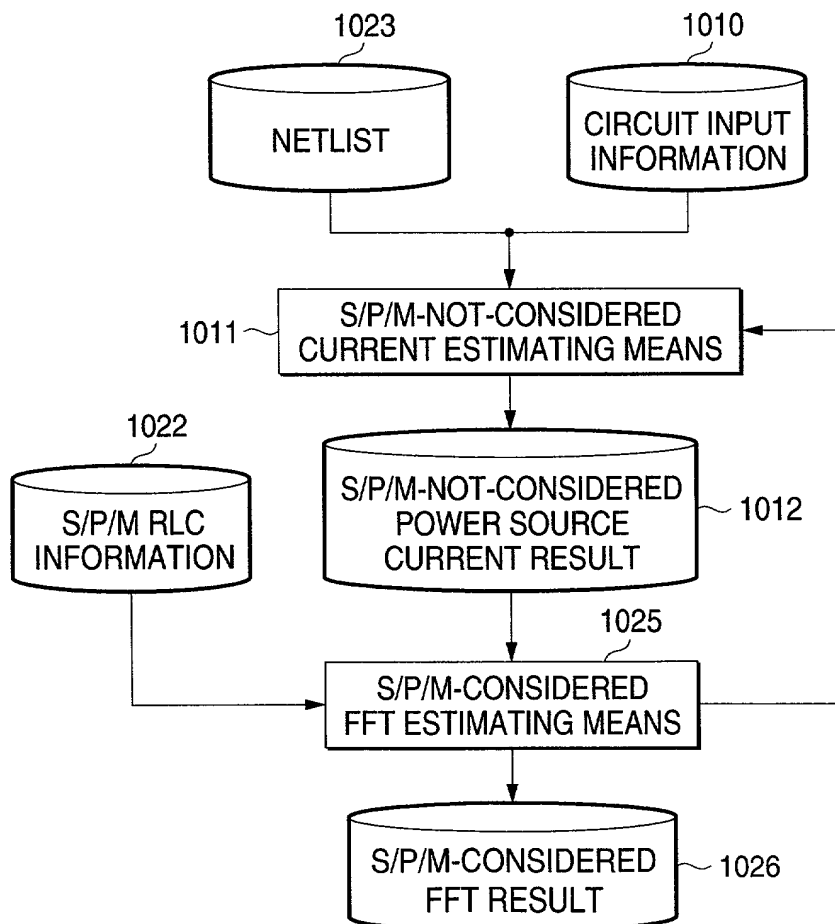 1023
1010
NETLIST
CIRCUIT INPUT
INFORMATION
1011
S/P/M-NOT-CONSIDERED
CURRENT ESTIMATING MEANS
1022
S/P/M RLC
INFORMATION
S/P/M-NOT-CONSIDERED
POWER SOURCE
CURRENT RESULT
1012
1025
S/P/M-CONSIDERED
FFT ESTIMATING MEANS
S/P/M-CONSIDERED
FFT RESULT
1026